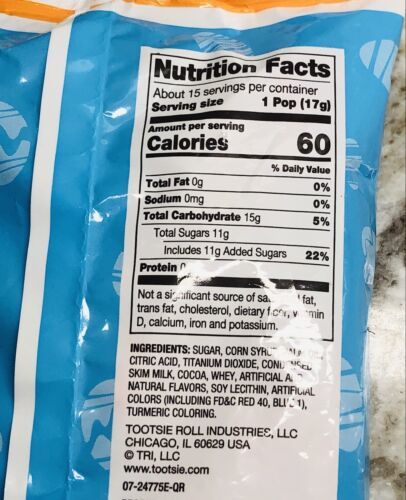 Nutrition Facts
About 15 servings per container
Serving size 1 Pop (17g)
Amount per serving
Calories 60
% Daily Value
Total Fat 0g 0%
Sodium 0mg 0%
Total Carbohydrate 15g 5%
Total Sugars 11g
Includes 11g Added Sugars 22%
Protein
Not a significant source of fat,
trans fat, cholesterol, dietary
D, calcium, iron and potassium.
INGREDIENTS: SUGAR, CORN
CITRIC ACID, TITANIUM DIOXIDE,
SKIM MILK, COCOA, WHEY, ARTIFICIAL
NATURAL FLAVORS, SOY LECITHIN,
COLORS (INCLUDING FD&C RED 40, 1),
TURMERIC COLORING.
TOOTSIE ROLL INDUSTRIES, LLC
CHICAGO, IL 60629 USA
© TRI, LLC
www.tootsie.com
07-24775E-QR